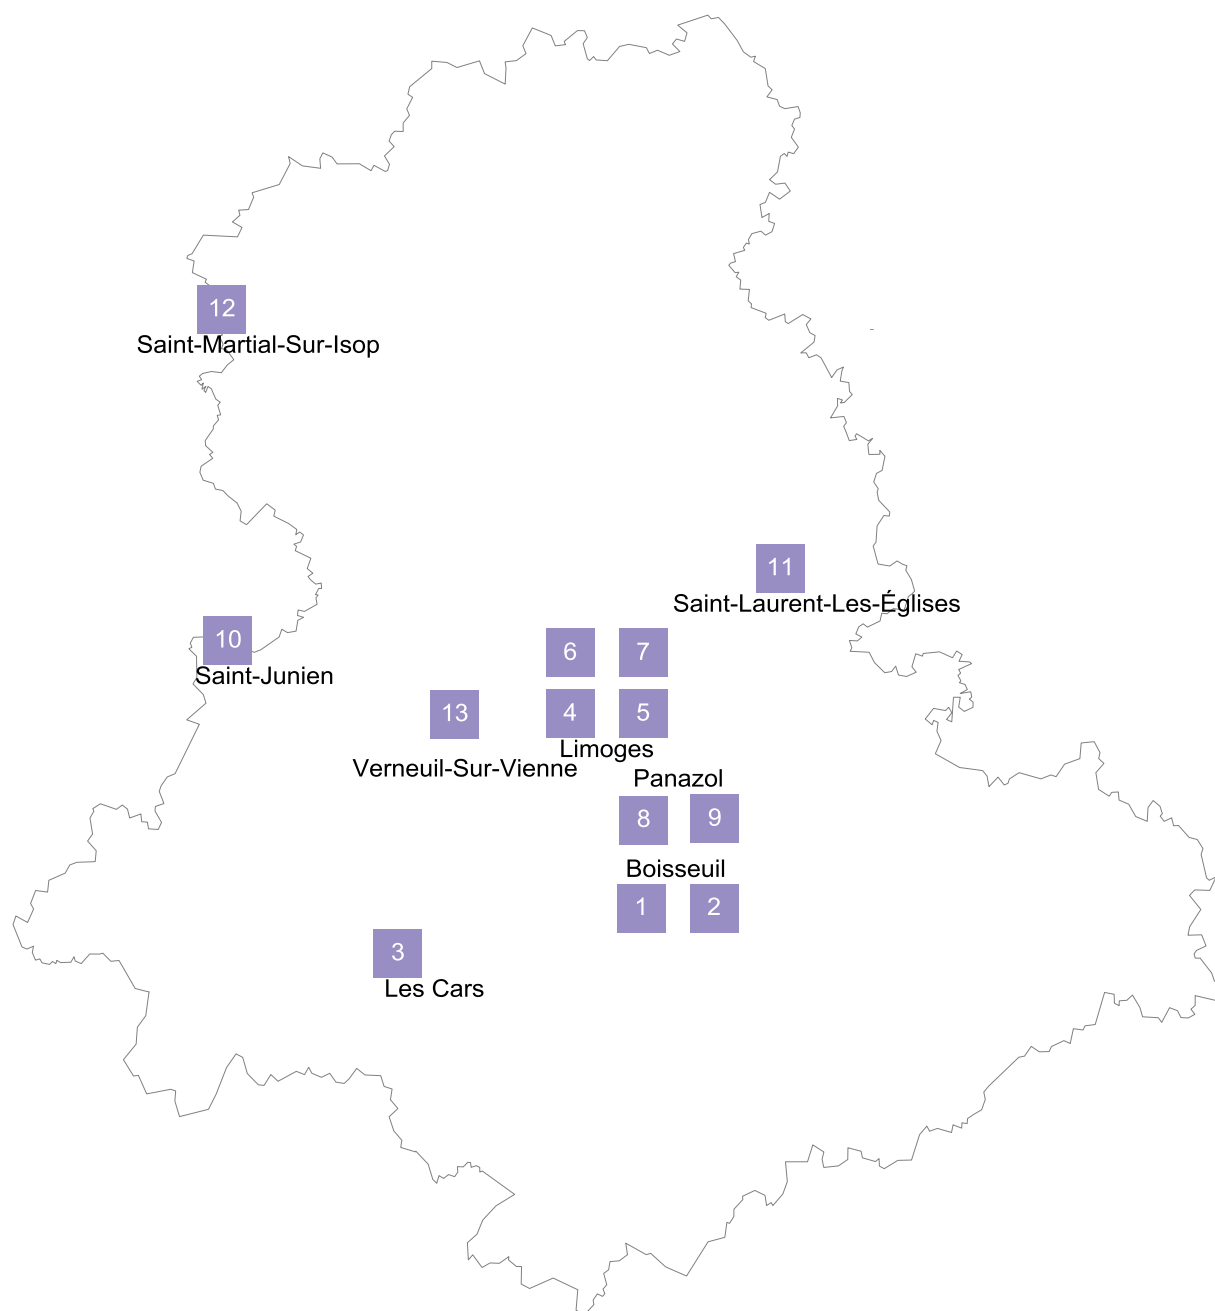 12
Saint-Martial-Sur-Isop
11
Saint-Laurent-Les-Églises
10
Saint-Junien
6 7
13
4 5
Limoges
Verneuil-Sur-Vienne
Panazol
8 9
Boisseuil
1 2
3
Les Cars